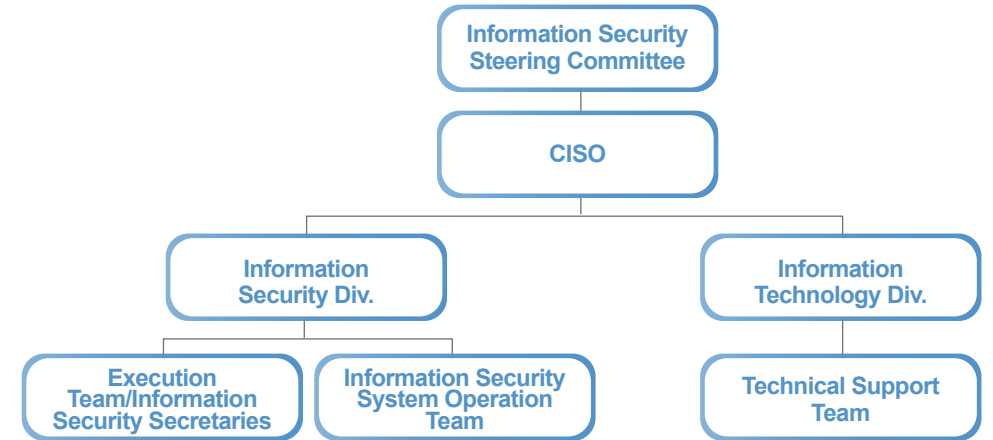 Information Security
Steering Committee
CISO
Information
Security Div.
Information
Technology Div.
Execution
Team/Information
Security Secretaries
Information Security
System Operation
Team
Technical Support
Team